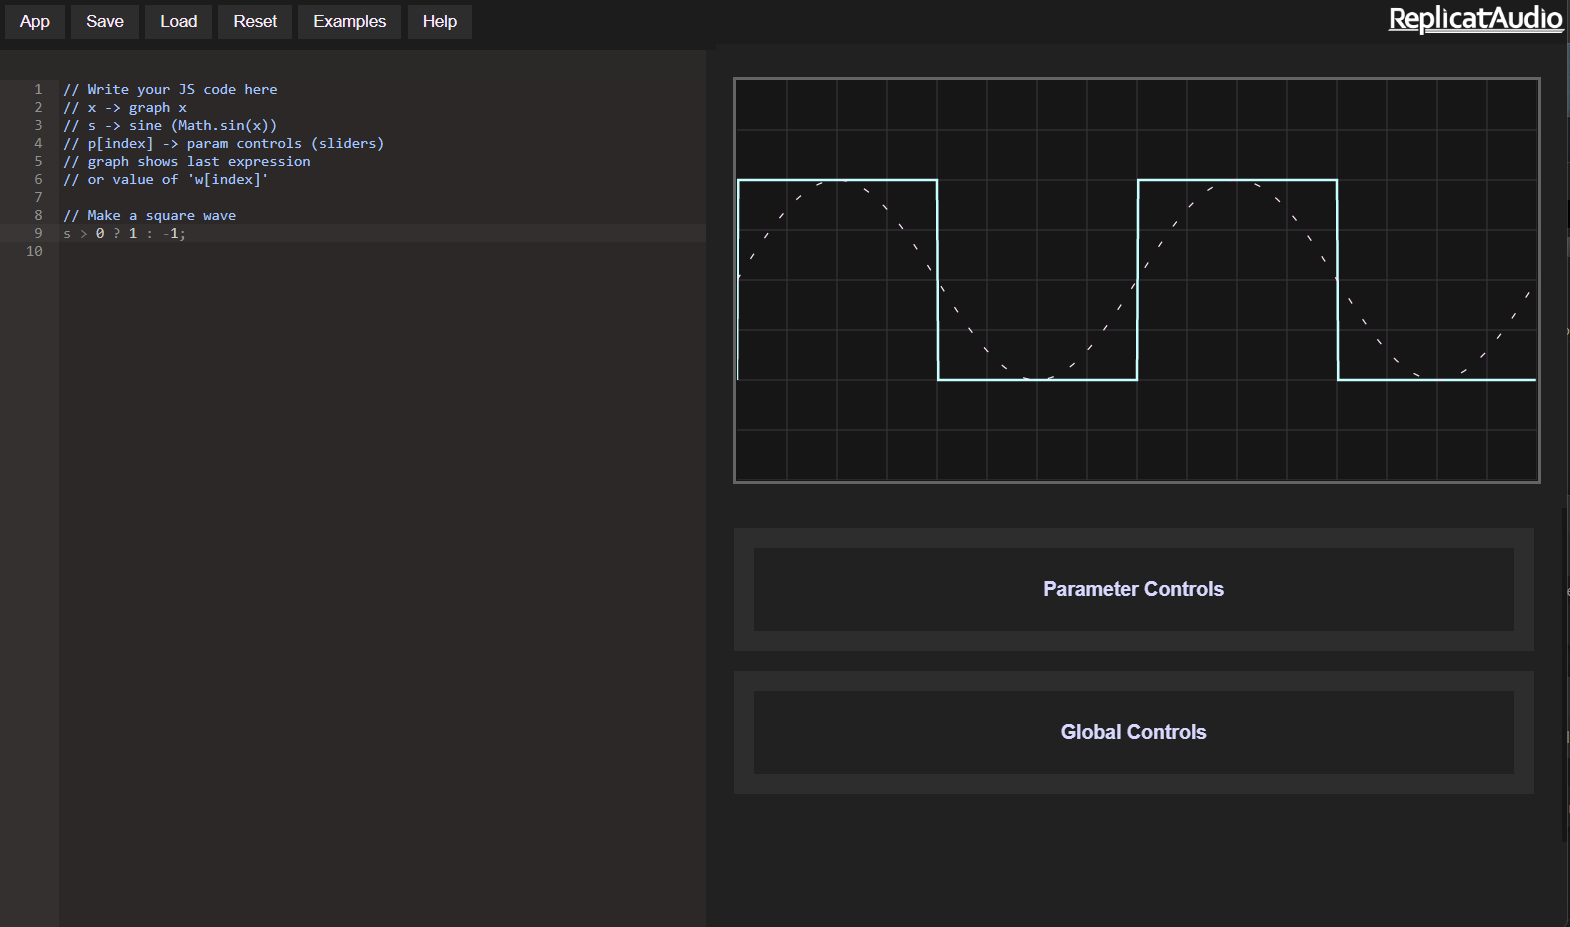 App Save Load Reset Examples Help
ReplicatAudio
1 // Write your JS code here
2 // x -> graph x
3 // s -> sine (Math.sin(x))
4 // p[index] -> param controls (sliders)
5 // graph shows last expression
6 // or value of 'w[index]'
7
8 // Make a square wave
9 s > 0 ? 1 : -1;
10
Parameter Controls
Global Controls